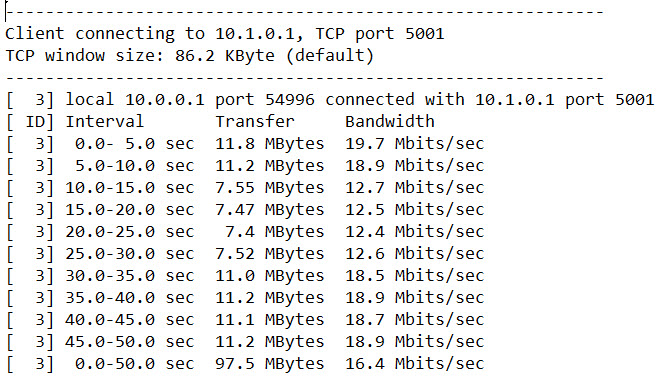 ------------------------------------------------------------
Client connecting to 10.1.0.1, TCP port 5001
TCP window size: 86.2 KByte (default)
------------------------------------------------------------
[  3] local 10.0.0.1 port 54996 connected with 10.1.0.1 port 5001
[ ID] Interval       Transfer     Bandwidth
[  3]  0.0- 5.0 sec  11.8 MBytes  19.7 Mbits/sec
[  3]  5.0-10.0 sec  11.2 MBytes  18.9 Mbits/sec
[  3] 10.0-15.0 sec  7.55 MBytes  12.7 Mbits/sec
[  3] 15.0-20.0 sec  7.47 MBytes  12.5 Mbits/sec
[  3] 20.0-25.0 sec   7.4 MBytes  12.4 Mbits/sec
[  3] 25.0-30.0 sec  7.52 MBytes  12.6 Mbits/sec
[  3] 30.0-35.0 sec  11.0 MBytes  18.5 Mbits/sec
[  3] 35.0-40.0 sec  11.2 MBytes  18.9 Mbits/sec
[  3] 40.0-45.0 sec  11.1 MBytes  18.7 Mbits/sec
[  3] 45.0-50.0 sec  11.2 MBytes  18.9 Mbits/sec
[  3]  0.0-50.0 sec  97.5 MBytes  16.4 Mbits/sec